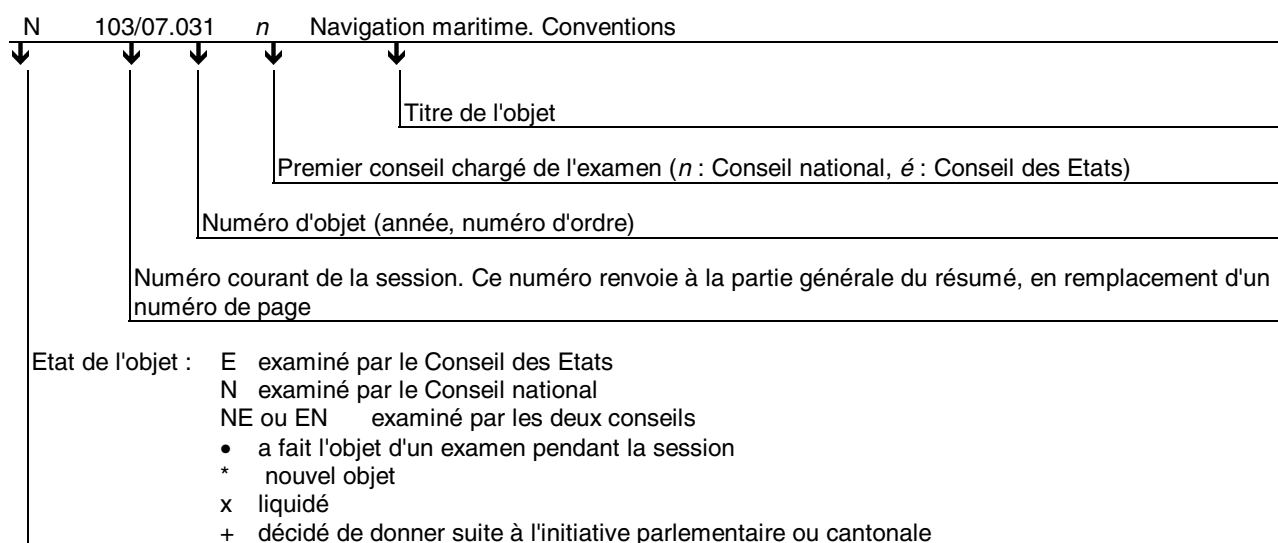 N 103/07.031 n Navigation maritime. Conventions
Titre de l'objet
Premier conseil chargé de l'examen (n : Conseil national, é : Conseil des Etats)
Numéro d'objet (année, numéro d'ordre)
Numéro courant de la session. Ce numéro renvoie à la partie générale du résumé, en remplacement d'un
numéro de page
Etat de l'objet : E examiné par le Conseil des Etats
N examiné par le Conseil national
NE ou EN examiné par les deux conseils
• a fait l'objet d'un examen pendant la session
* nouvel objet
x liquidé
+ décidé de donner suite à l'initiative parlementaire ou cantonale